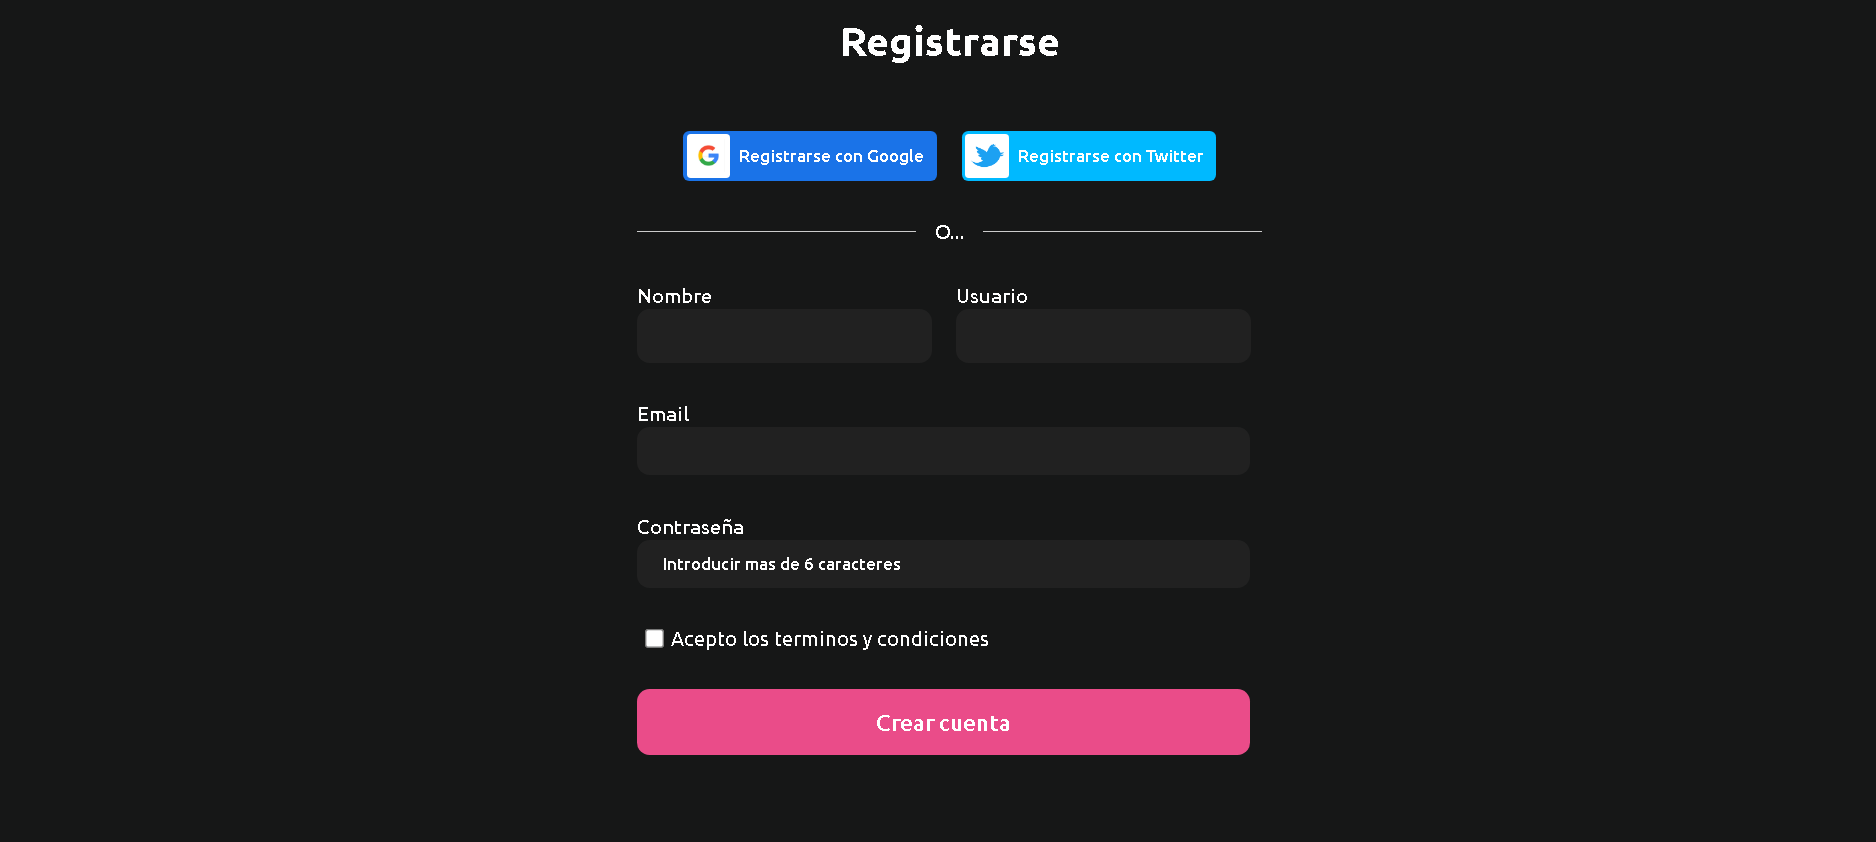 Registrarse
Registrarse con Google
Registrarse con Twitter
O...
Nombre
Usuario
Email
Contraseña
Introducir mas de 6 caracteres
Acepto los terminos y condiciones
Crear cuenta